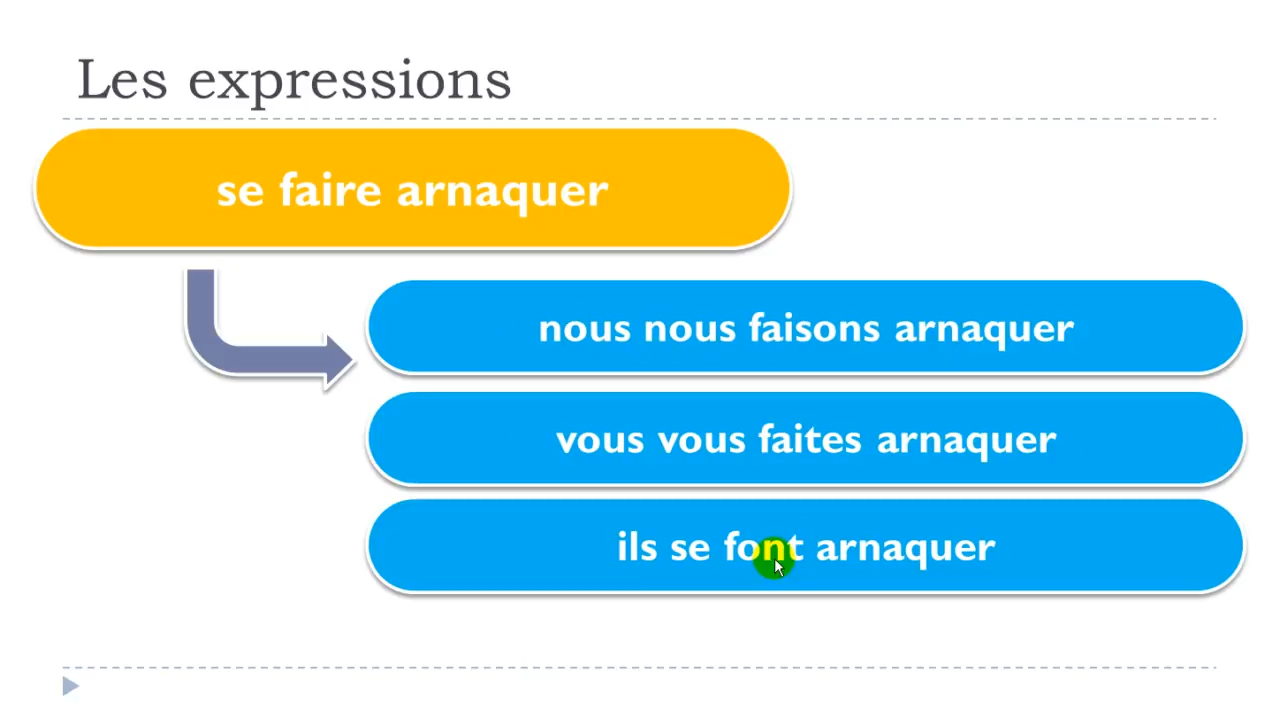 Les expressions
se faire arnaquer
nous nous faisons arnaquer
vous vous faites arnaquer
ils se font arnaquer